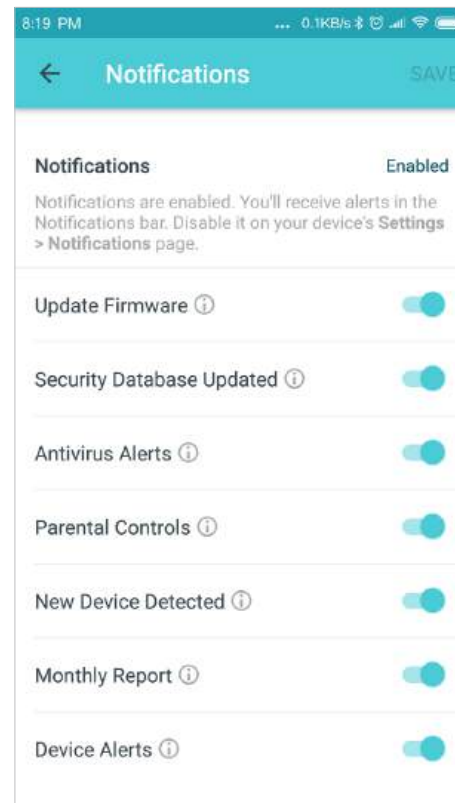 8:19 PM ... 0.1KB/s
Notifications SAVE
Notifications Enabled
Notifications are enabled. You'll receive alerts in the
Notifications bar. Disable it on your device's Settings
> Notifications page.
Update Firmware
Security Database Updated
Antivirus Alerts
Parental Controls
New Device Detected
Monthly Report
Device Alerts